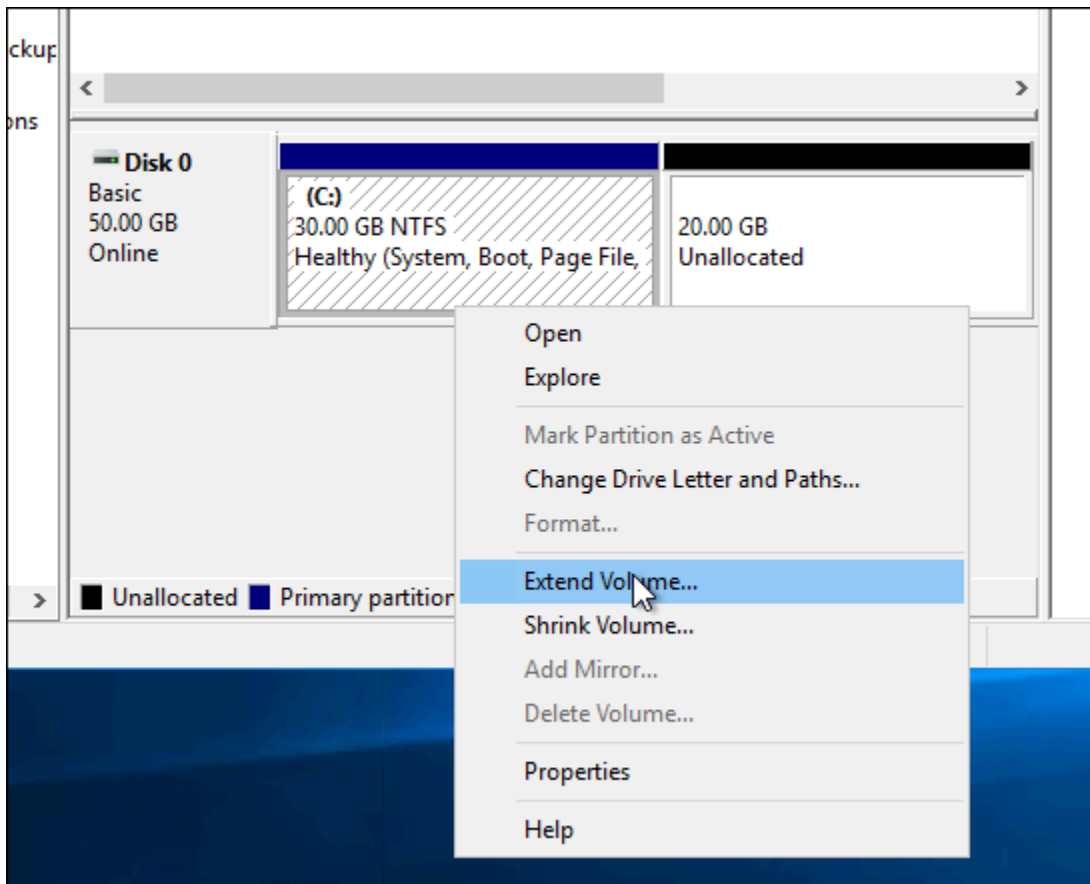 Disk 0
Basic
50.00 GB
Online
(C:)
30.00 GB NTFS
Healthy (System, Boot, Page File,
20.00 GB
Unallocated
Open
Explore
Mark Partition as Active
Change Drive Letter and Paths...
Format...
Extend Volume...
Shrink Volume...
Add Mirror...
Delete Volume...
Properties
Help
Unallocated Primary partition